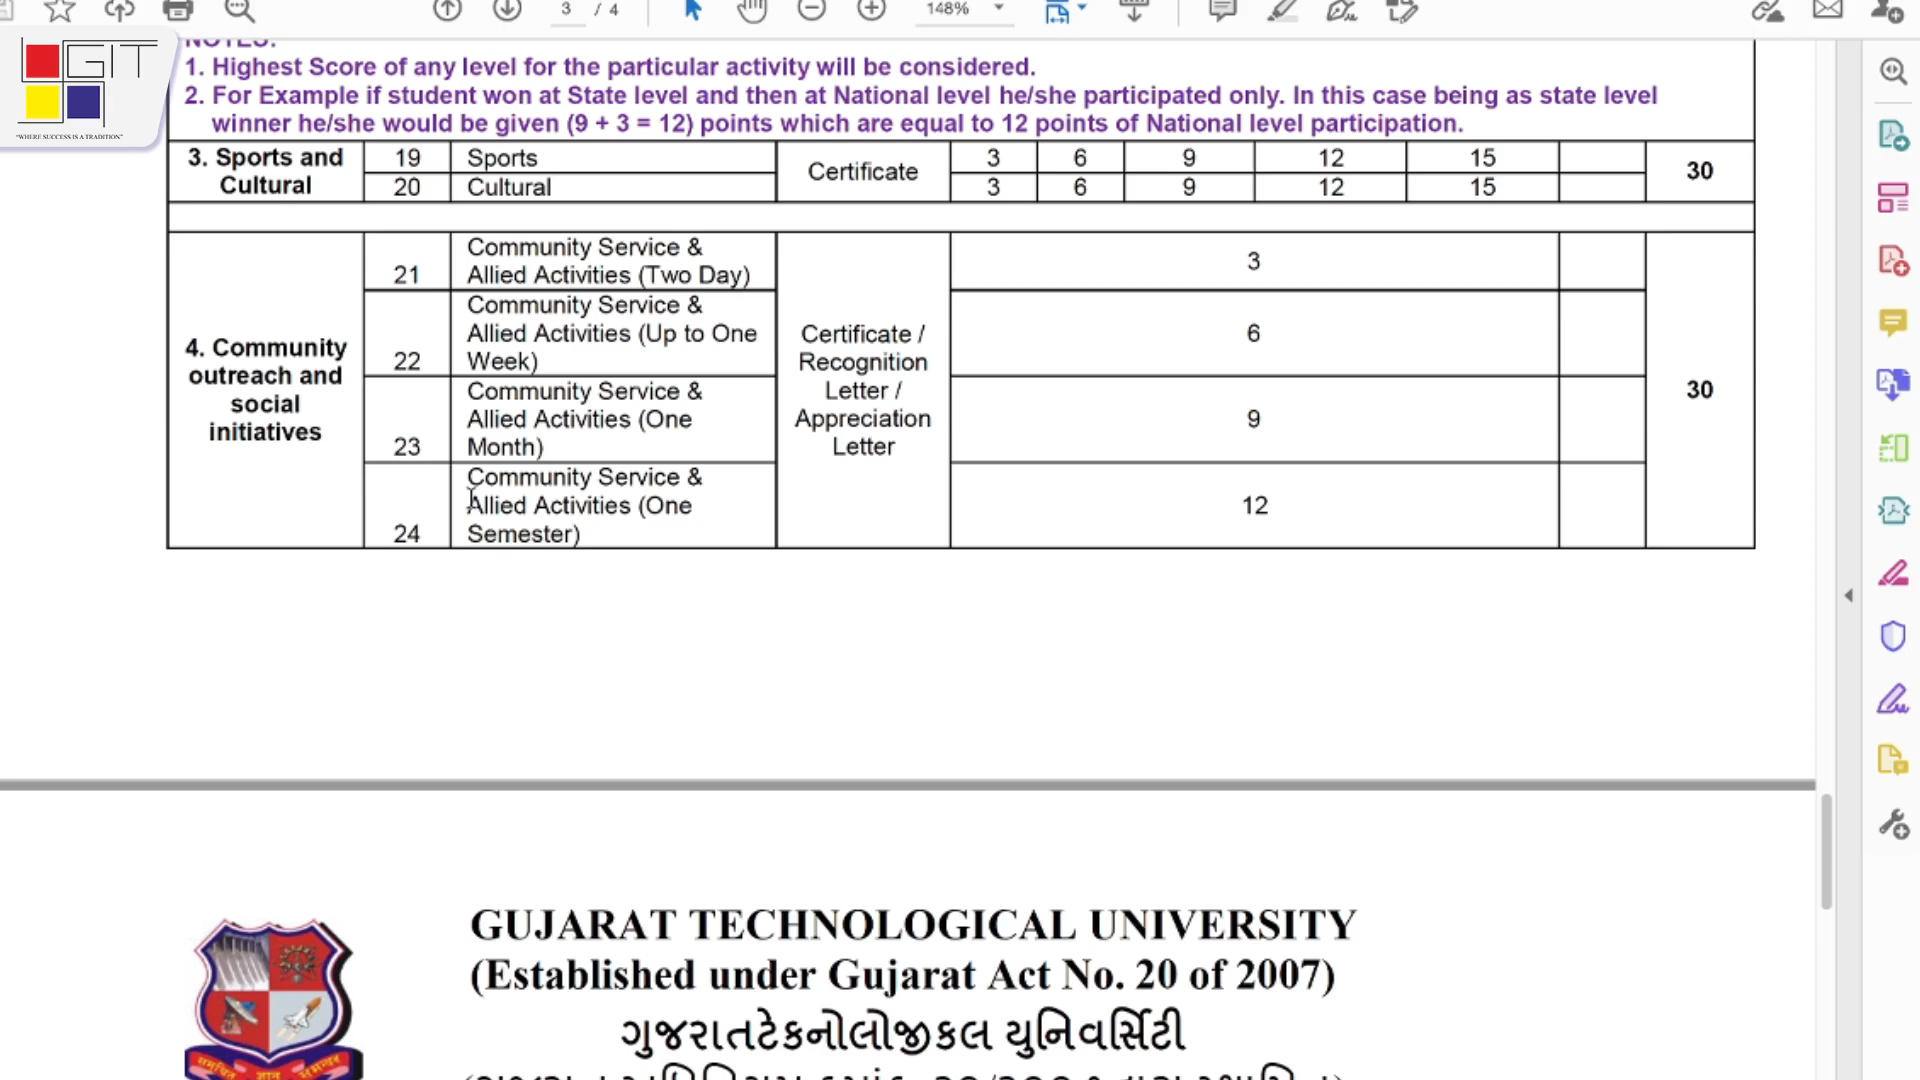 3 / 4
148%
GIT
"WHERE SUCCESS IS A TRADITION"
NOTES:
1. Highest Score of any level for the particular activity will be considered.
2. For Example if student won at State level and then at National level he/she participated only. In this case being as state level
winner he/she would be given (9 + 3 = 12) points which are equal to 12 points of National level participation.
3. Sports and
Cultural
19 Sports
Certificate
3 6 9 12 15
30
20 Cultural
3 6 9 12 15
4. Community
outreach and
social
initiatives
21
Community Service &
Allied Activities (Two Day)
3
22
Community Service &
Allied Activities (Up to One
Week)
6
23
Community Service &
Allied Activities (One
Month)
9
24
Community Service &
Allied Activities (One
Semester)
12
Certificate /
Recognition
Letter /
Appreciation
Letter
30
GUJARAT TECHNOLOGICAL UNIVERSITY
(Established under Gujarat Act No. 20 of 2007)
ગુજરાતટેકનોલોજીકલ યુનિવર્સિટી